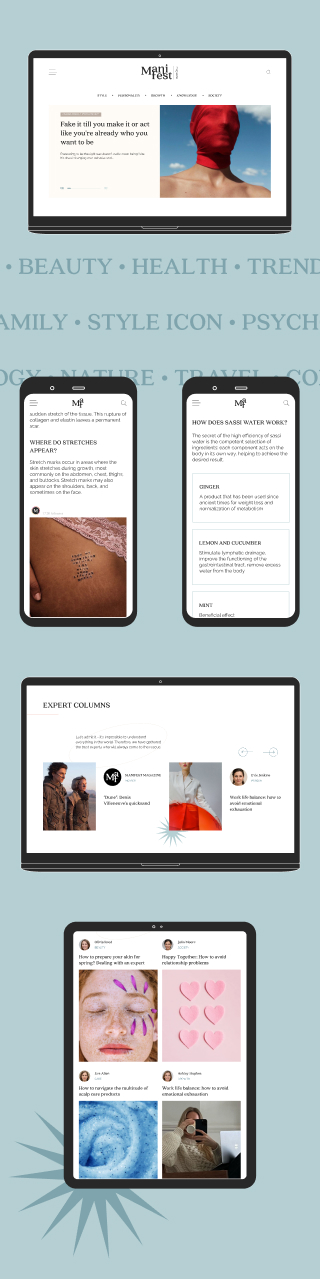 Mani
fest
STYLE • • GROWTH • KNOWLEDGE • SOCIETY
Fake it till you make it or act
like you're already who you
want to be
• BEAUTY • HEALTH • TREND
AMILY • STYLE ICON • PSYCH
OGY • NATURE • TRAVEL • CO
Mf
sudden stretch of the tissue. This rupture of
collagen and elastin leaves a permanent
scar.
WHERE DO STRETCHES
APPEAR?
Stretch marks occur in areas where the
skin stretched during growth, most
commonly on the abdomen, chest, thighs
and buttocks. Stretch marks may also
appear on the shoulders, back, and
sometimes on the face.
Mf
HOW DOES SASSI WATER WORK?
The secret of the high efficiency of sassi
water is the competent selection of
ingredients: each component acts on the
body in its own way, helping to achieve the
desired result.
GINGER
A product that has been used since
ancient times for weight loss and
normalization of metabolism
LEMON AND CUCUMBER
Stimulate lymphatic drainage,
improve the functioning of the
gastrointestinal tract, remove excess
water from the body.
MINT
Beneficial effect
EXPERT COLUMNS
MANIFEST MAGAZINE
"Dune": Denis
Villeneuve's quicksand
Work life balance: how to
avoid emotional
exhaustion
How to prepare your skin for
spring? Dealing with an expert
Happy Together: How to avoid
relationship problems
How to navigate the multitude of
scalp care products
Ashley Hughes
Work life balance: how to avoid
emotional exhaustion